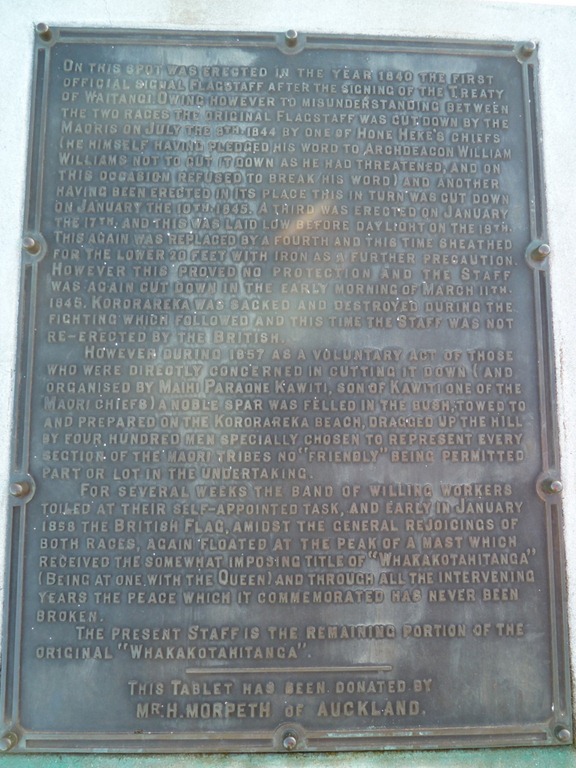 ON THIS SPOT WAS ERECTED IN THE YEAR 1840 THE FIRST
OFFICIAL SIGNAL FLAGSTAFF AFTER THE SIGNING OF THE TREATY
OF WAITANGI. OWING HOWEVER TO MISUNDERSTANDING BETWEEN
THE TWO RACES THE ORIGINAL FLAGSTAFF WAS CUT DOWN BY THE
MAORIS ON JULY THE 8TH. 1844 BY ONE OF HONE HEKE'S CHIEFS
(HE HIMSELF HAVING PLEDGED HIS WORD TO ARCHDEACON WILLIAM
WILLIAMS NOT TO CUT IT DOWN AS HE HAD THREATENED, AND ON
THIS OCCASION REFUSED TO BREAK HIS WORD) AND ANOTHER
HAVING BEEN ERECTED IN ITS PLACE THIS IN TURN WAS CUT DOWN
ON JANUARY THE 10TH. 1845. A THIRD WAS ERECTED ON JANUARY
THE 17TH. AND THIS WAS LAID LOW BEFORE DAYLIGHT ON THE 19TH.
THIS AGAIN WAS REPLACED BY A FOURTH AND THIS TIME SHEATHED
FOR THE LOWER 20 FEET WITH IRON AS A FURTHER PRECAUTION.
HOWEVER THIS PROVED NO PROTECTION AND THE STAFF
WAS AGAIN CUT DOWN IN THE EARLY MORNING OF MARCH 11TH.
1845. KORORAREKA WAS SACKED AND DESTROYED DURING THE
FIGHTING WHICH FOLLOWED AND THIS TIME THE STAFF WAS NOT
RE-ERECTED BY THE BRITISH.
HOWEVER DURING 1857 AS A VOLUNTARY ACT OF THOSE
WHO WERE DIRECTLY CONCERNED IN CUTTING IT DOWN (AND
ORGANISED BY MAIHI PARAONE KAWITI, SON OF KAWITI ONE OF THE
MAORI CHIEFS) A NOBLE SPAR WAS FELLED IN THE BUSH, TOWED TO
AND PREPARED ON THE KORORAREKA BEACH, DRAGGED UP THE HILL
BY FOUR HUNDRED MEN SPECIALLY CHOSEN TO REPRESENT EVERY
SECTION OF THE MAORI TRIBES NO "FRIENDLY" BEING PERMITTED
PART OR LOT IN THE UNDERTAKING.
FOR SEVERAL WEEKS THE BAND OF WILLING WORKERS
TOILED AT THEIR SELF-APPOINTED TASK, AND EARLY IN JANUARY
1858 THE BRITISH FLAG, AMIDST THE GENERAL REJOICINGS OF
BOTH RACES, AGAIN FLOATED AT THE PEAK OF A MAST WHICH
RECEIVED THE SOMEWHAT IMPOSING TITLE OF "WHAKAKOTAHITANGA"
(BEING AT ONE, WITH THE QUEEN) AND THROUGH ALL THE INTERVENING
YEARS THE PEACE WHICH IT COMMEMORATED HAS NEVER BEEN
BROKEN.
THE PRESENT STAFF IS THE REMAINING PORTION OF THE
ORIGINAL "WHAKAKOTAHITANGA".
THIS TABLET HAS BEEN DONATED BY
MR. H. MORPETH OF AUCKLAND.